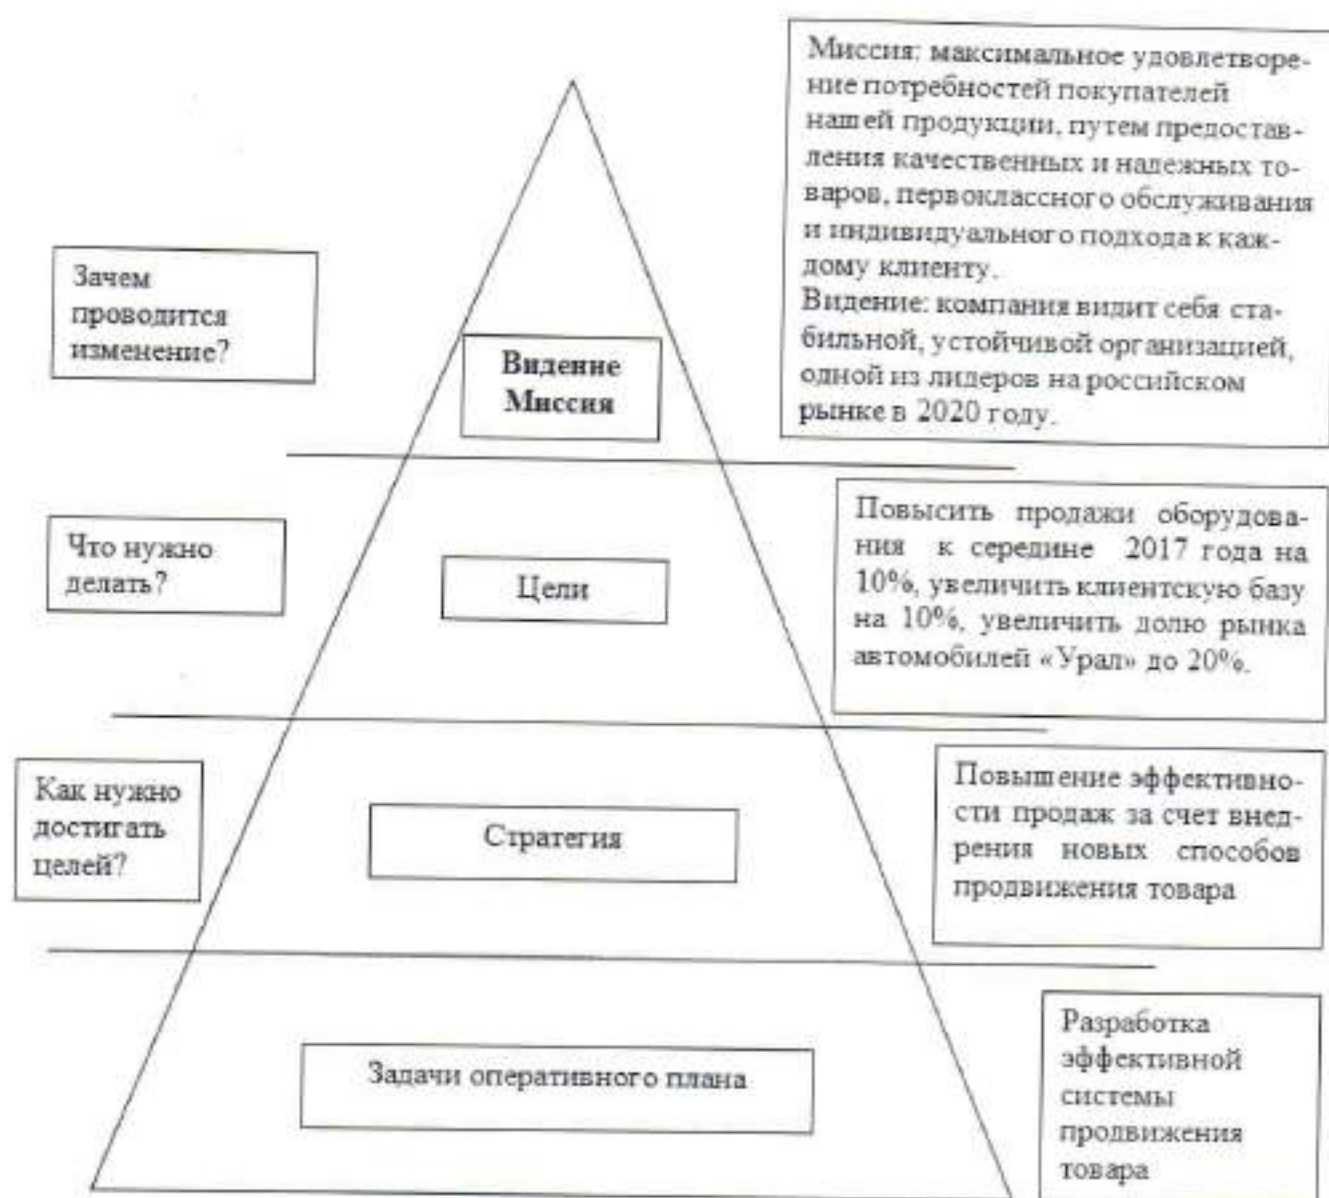 Миссия: максимальное удовлетворе-
ние потребностей покупателей
нашей продукции, путем предостав-
ления качественных и надежных то-
варов, первоклассного обслуживания
и индивидуального подхода к каж-
дому клиенту.
Видение: компания видит себя ста-
бильной, устойчивой организацией,
одной из лидеров на российском
рынке в 2020 году.
Зачем
проводится
изменение?
Видение
Миссия
Что нужно
делать?
Цели
Повысить продажи оборудова-
ния к середине 2017 года на
10%, увеличить клиентскую базу
на 10%, увеличить долю рынка
автомобилей «Урал» до 20%.
Как нужно
достигать
целей?
Стратегия
Повышение эффективно-
сти продаж за счет внед-
рения новых способов
продвижения товара
Задачи оперативного плана
Разработка
эффективной
системы
продвижения
товара